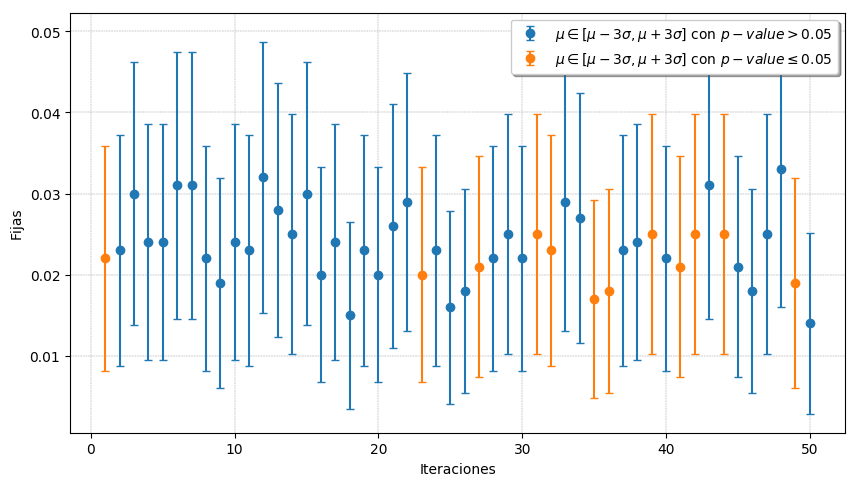 0.05
0.04
0.03
0.02
0.01
Fijas
μ ∈ [μ − 3σ, μ + 3σ] con p − value > 0.05
μ ∈ [μ − 3σ, μ + 3σ] con p − value ≤ 0.05
0 10 20 30 40 50
Iteraciones